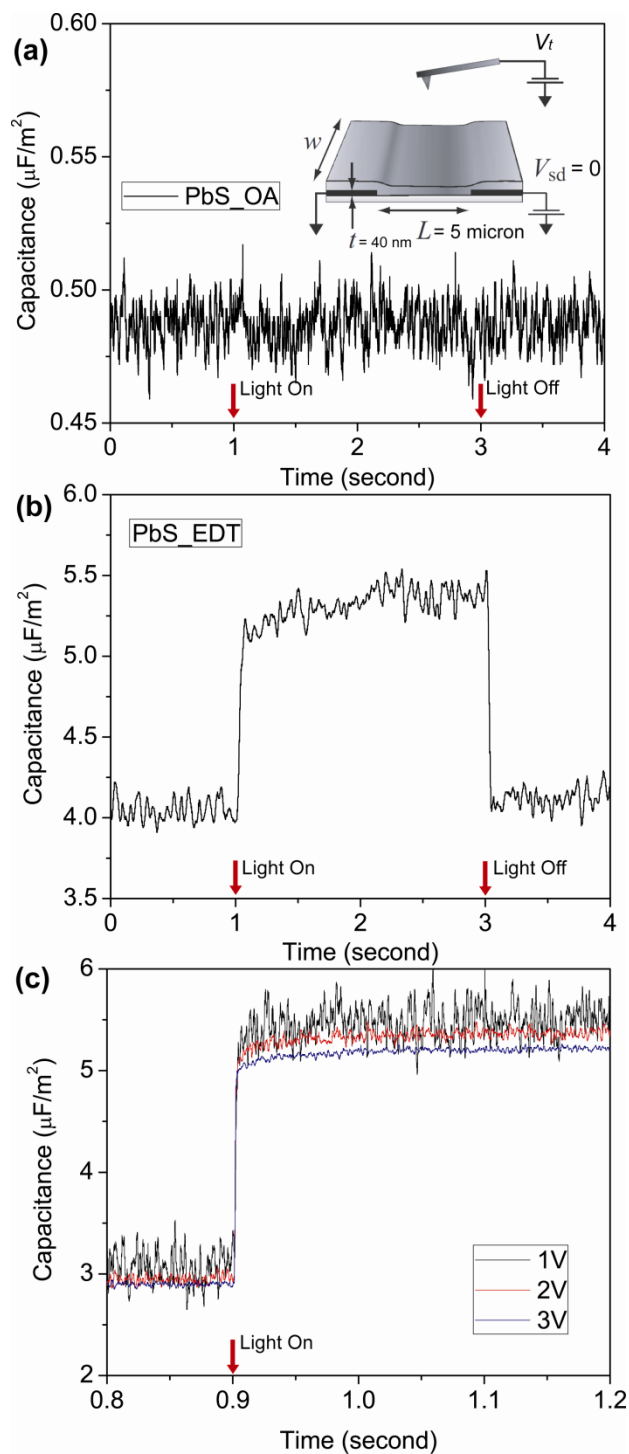 (a)
0.60
0.55
0.50
0.45
Capacitance (μF/m²)
PbS_OA
Vt
w
Vsd = 0
t = 40 nm
L = 5 micron
Light On
Light Off
0 1 2 3 4
Time (second)
(b)
6.0
5.5
5.0
4.5
4.0
3.5
Capacitance (μF/m²)
PbS_EDT
Light On
Light Off
0 1 2 3 4
Time (second)
(c)
6
5
4
3
2
Capacitance (μF/m²)
1V
2V
3V
Light On
0.8 0.9 1.0 1.1 1.2
Time (second)